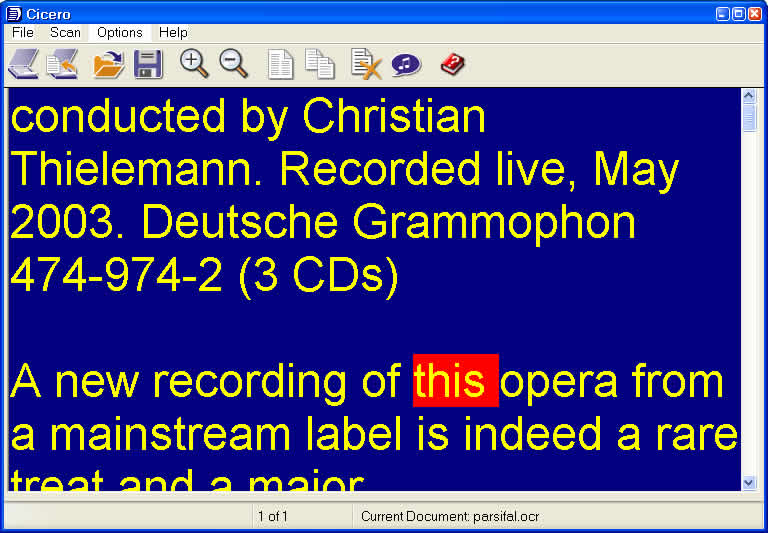 Cicero
File Scan Options Help
conducted by Christian
Thielemann. Recorded live, May
2003. Deutsche Grammophon
474-974-2 (3 CDs)
A new recording of this opera from
a mainstream label is indeed a rare
treat and a major
1 of 1 Current Document: parsifal.ocr